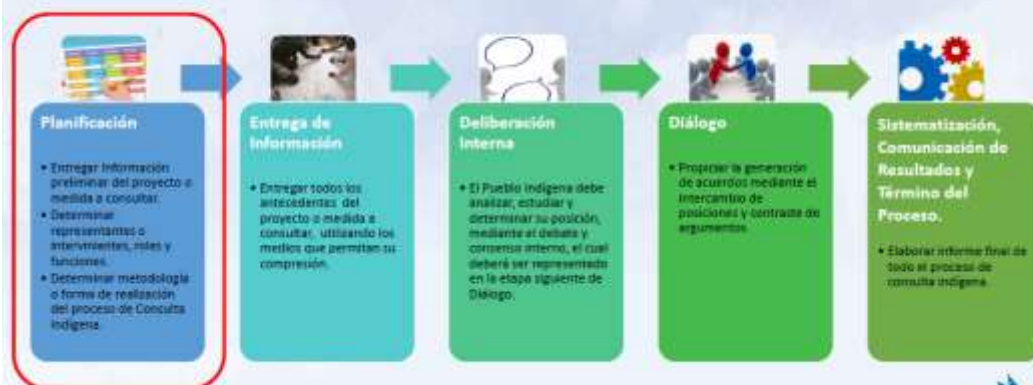 Planificación
• Entregar Información
preliminar del proyecto o
medida a consultar.
• Determinar
representantes o
intervinientes, roles y
funciones.
• Determinar metodología
o forma de realización
del proceso de Consulta
Indígena.
Entrega de
Información
• Entregar todos los
antecedentes del
proyecto o medida a
consultar, utilizando los
medios que permitan su
compresión.
Deliberación
Interna
• El Pueblo Indígena debe
analizar, estudiar y
determinar su posición,
mediante el debate y
consenso interno, el cual
deberá ser representado
en la etapa siguiente de
Diálogo.
Diálogo
• Propiciar la generación
de acuerdos mediante el
intercambio de
posiciones y contraste de
argumentos.
Sistematización,
Comunicación de
Resultados y
Término del
Proceso.
• Elaborar informe final de
todo el proceso de
consulta indígena.